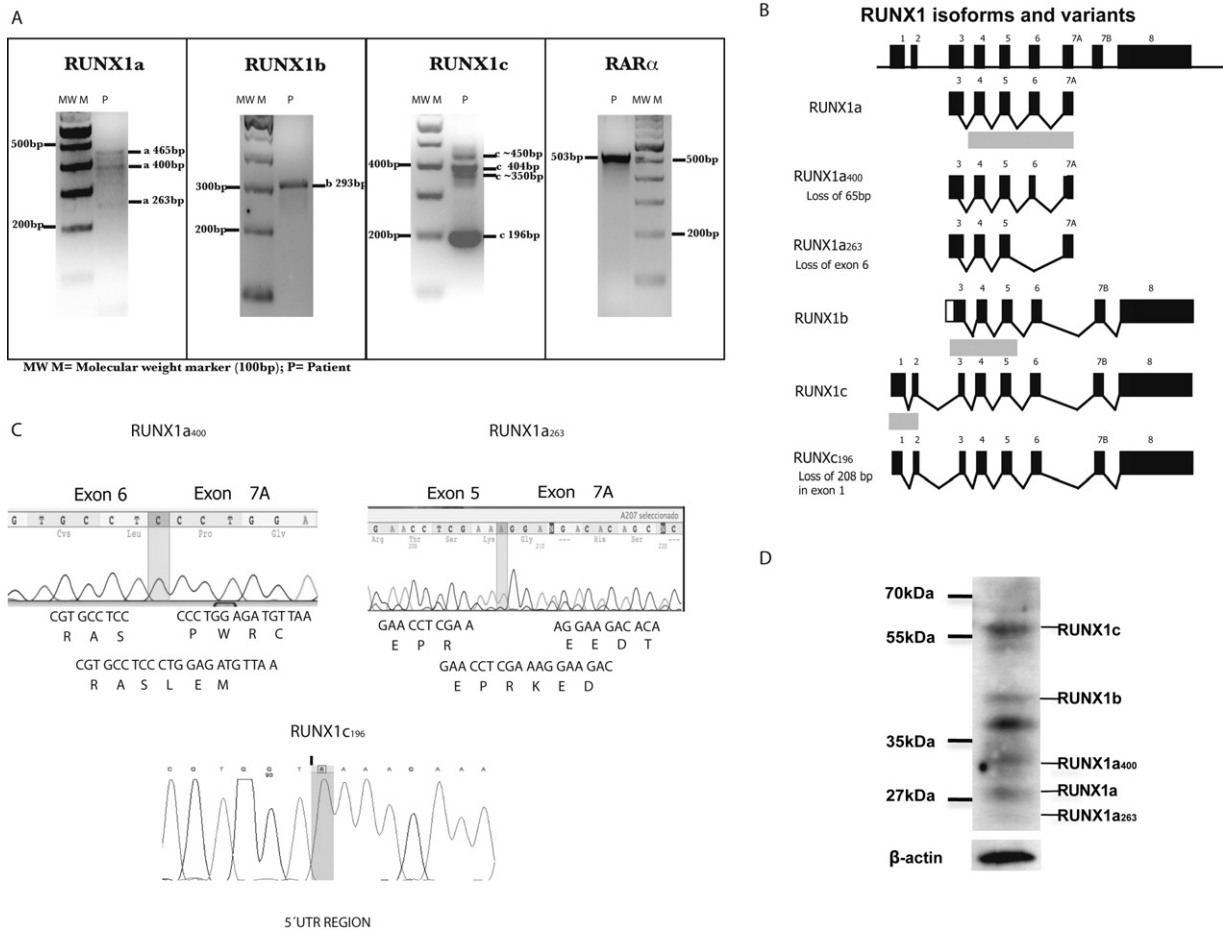 A
RUNX1a
RUNX1b
RUNX1c
RARα
MW M P
MW M P
MW M P
P MW M
500bp
a 465bp
a 400bp
a 263bp
200bp
300bp
200bp
b 293bp
400bp
200bp
c ~450bp
c 404bp
c ~350bp
c 196bp
503bp
500bp
200bp
MW M= Molecular weight marker (100bp); P= Patient
B
RUNX1 isoforms and variants
1 2 3 4 5 6 7A 7B 8
RUNX1a
3 4 5 6 7A
RUNX1a400
Loss of 65bp
3 4 5 6 7A
RUNX1a263
Loss of exon 6
3 4 5 7A
RUNX1b
3 4 5 6 7B 8
RUNX1c
1 2 3 4 5 6 7B 8
RUNXc196
Loss of 208 bp
in exon 1
1 2 3 4 5 6 7B 8
C
RUNX1a400
Exon 6 Exon 7A
G T G C C T C C C T G G A
Cys Leu Pro Gly
CGT GCC TCC CCC TGG AGA TGT TAA
R A S P W R C
CGT GCC TCC CTG GAG ATG TTA A
R A S L E M
RUNX1a263
Exon 5 Exon 7A
A207 seleccionado
G A A C C T C G A A A G G A G A C A C A G C C
Arg Thr Ser Lys Gly --- His Ser ---
200 210 220
GAA CCT CGA A AG GAA GAC ACA
E P R E E D T
GAA CCT CGA AAG GAA GAC
E P R K E D
RUNX1c196
C G T G G T A A A A G A A A
90
5´UTR REGION
D
70kDa
55kDa
35kDa
27kDa
RUNX1c
RUNX1b
RUNX1a400
RUNX1a
RUNX1a263
β-actin